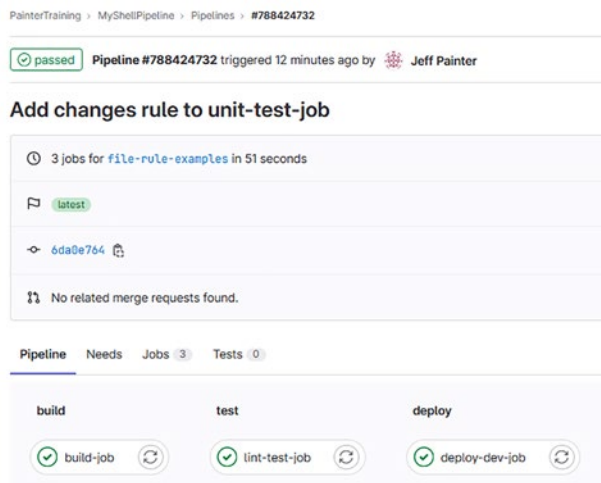 PainterTraining › MyShellPipeline › Pipelines › #788424732
passed Pipeline #788424732 triggered 12 minutes ago by Jeff Painter
Add changes rule to unit-test-job
3 jobs for file-rule-examples in 51 seconds
latest
6da0e764
No related merge requests found.
Pipeline Needs Jobs 3 Tests 0
build test deploy
build-job lint-test-job deploy-dev-job